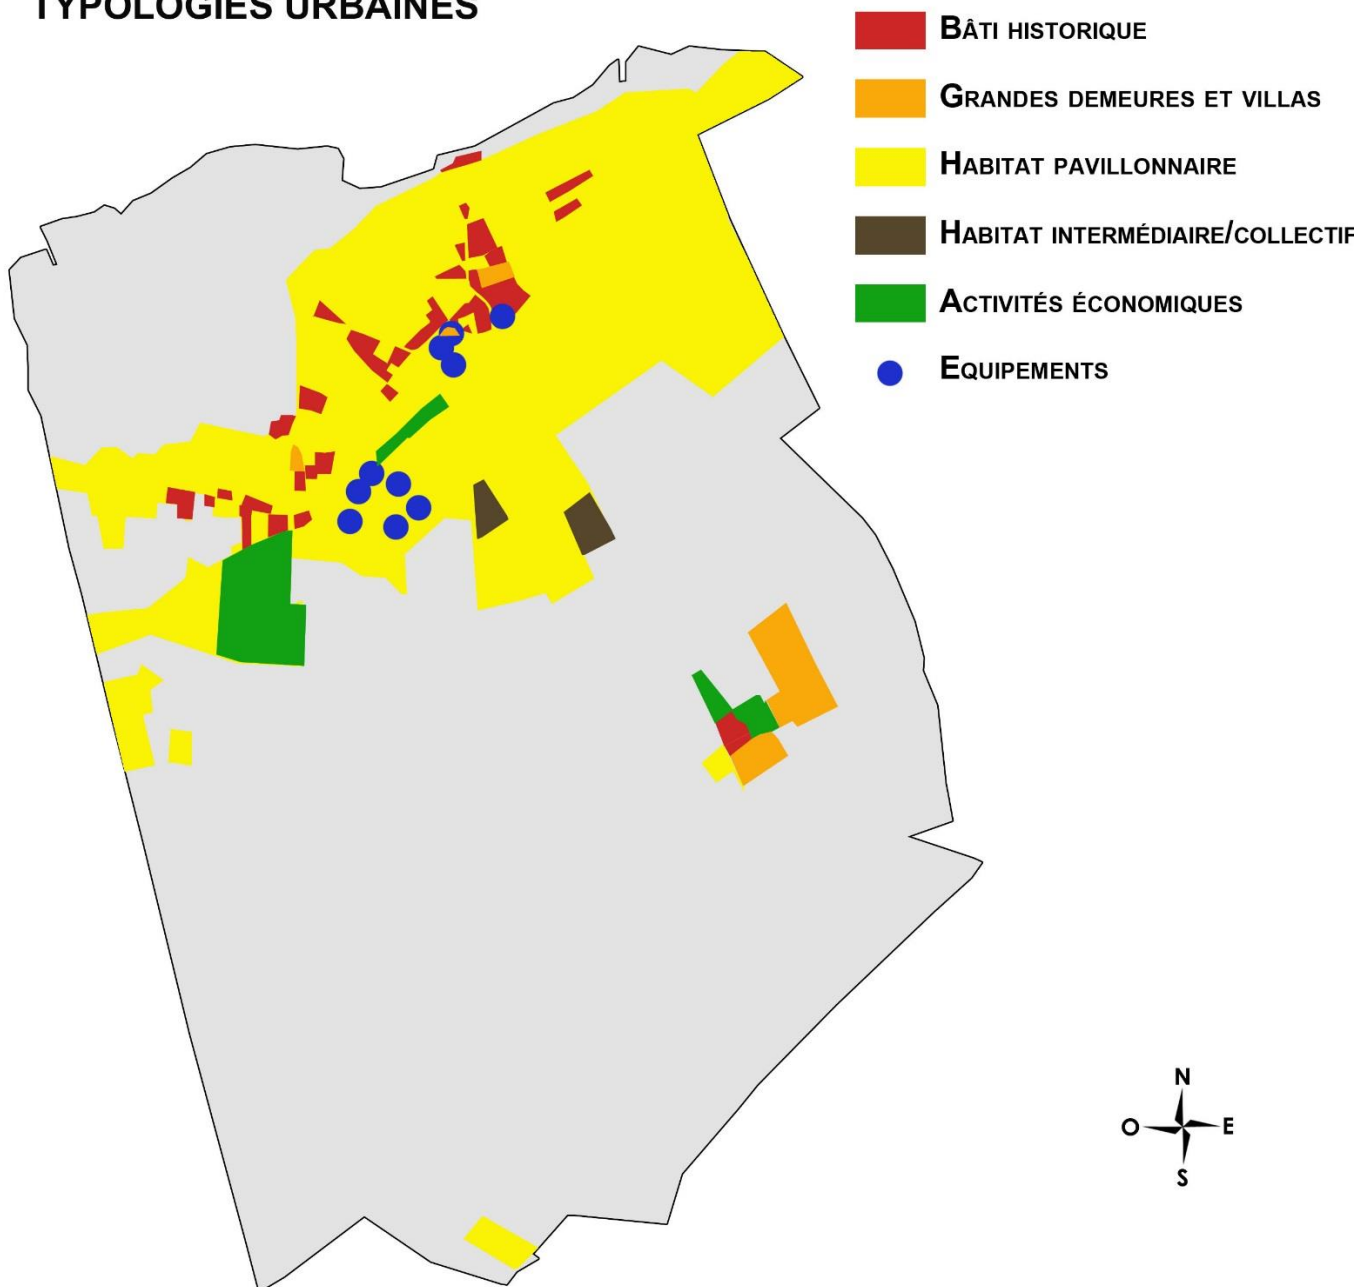 TYPOLOGIES URBAINES
BÂTI HISTORIQUE
GRANDES DEMEURES ET VILLAS
HABITAT PAVILLONNAIRE
HABITAT INTERMÉDIAIRE/COLLECTIF
ACTIVITÉS ÉCONOMIQUES
EQUIPEMENTS
N
O E
S